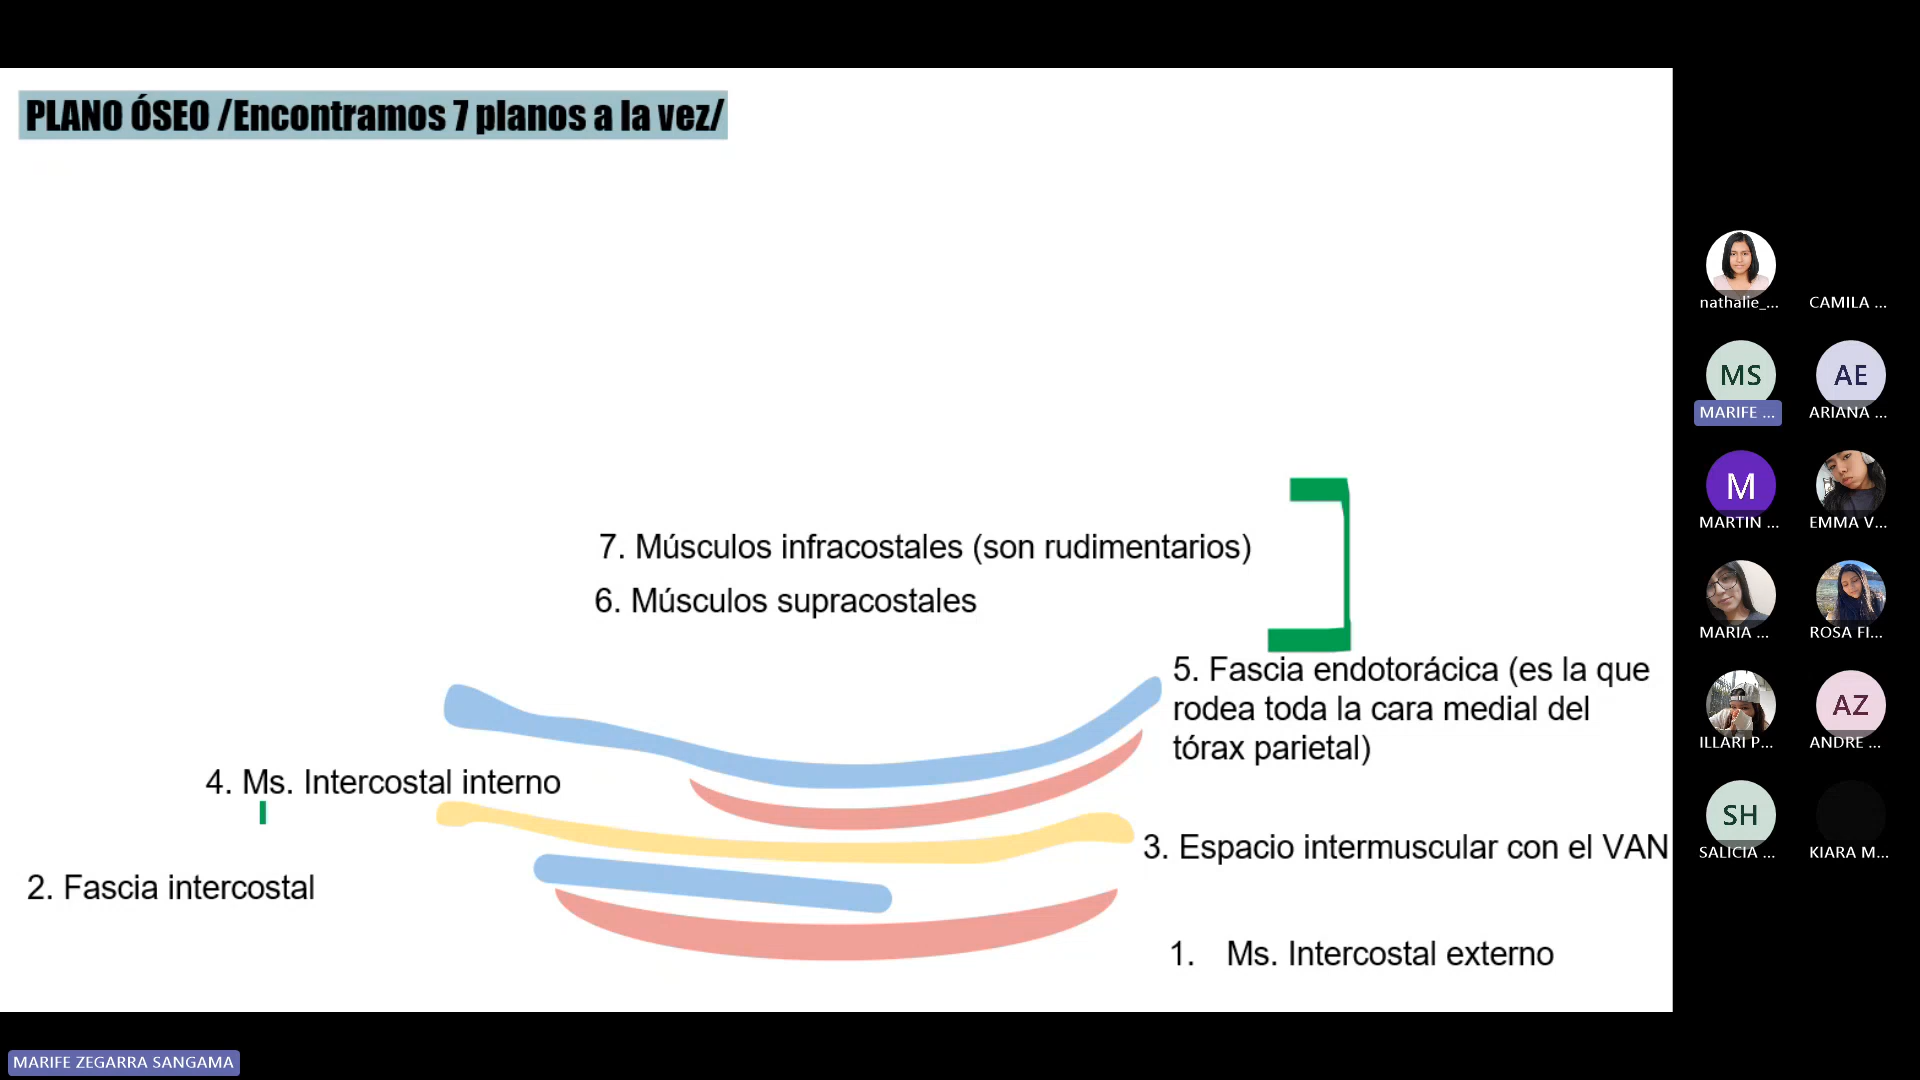 PLANO ÓSEO /Encontramos 7 planos a la vez/
7. Músculos infracostales (son rudimentarios)
6. Músculos supracostales
5. Fascia endotorácica (es la que
rodea toda la cara medial del
tórax parietal)
4. Ms. Intercostal interno
3. Espacio intermuscular con el VAN
2. Fascia intercostal
1. Ms. Intercostal externo
nathalie_...
CAMILA ...
MS
AE
MARIFE ...
ARIANA ...
M
MARTIN ...
EMMA V...
MARIA ...
ROSA FI...
AZ
ILLARI P...
ANDRE ...
SH
SALICIA ...
KIARA M...
MARIFE ZEGARRA SANGAMA